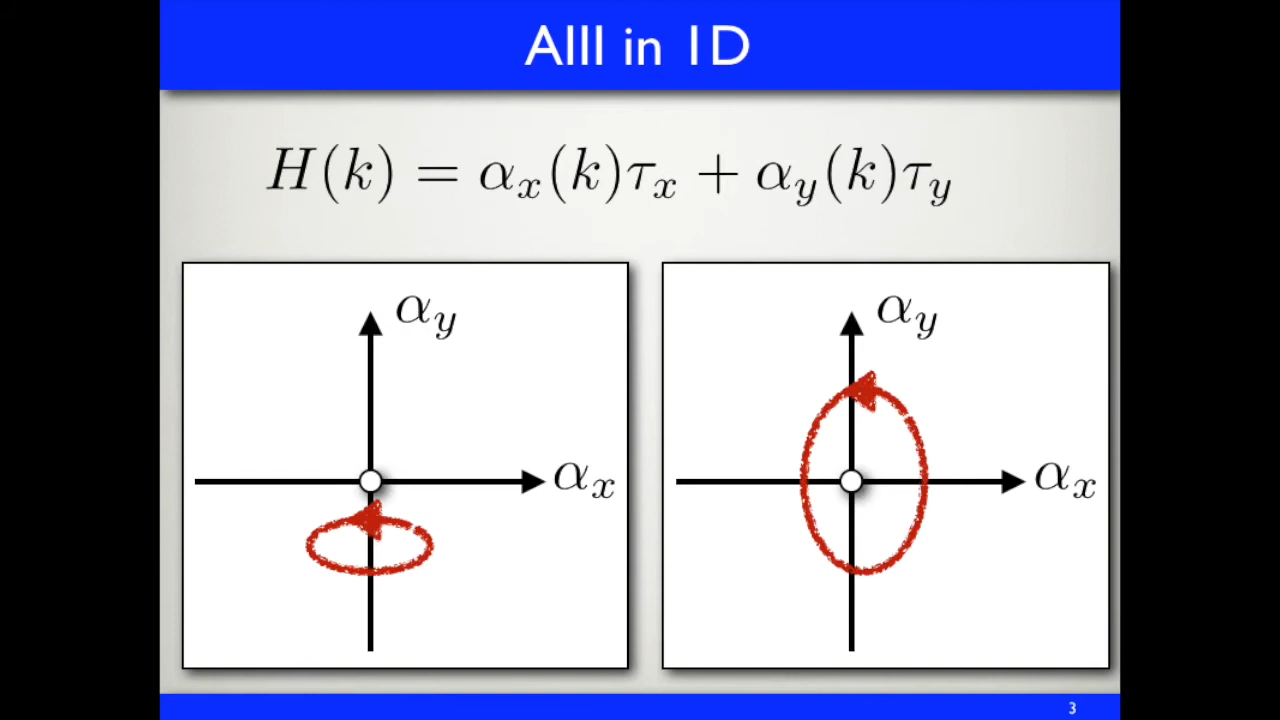 AIII in 1D
H(k) = α_x(k)τ_x + α_y(k)τ_y
α_y
α_x
α_y
α_x
3